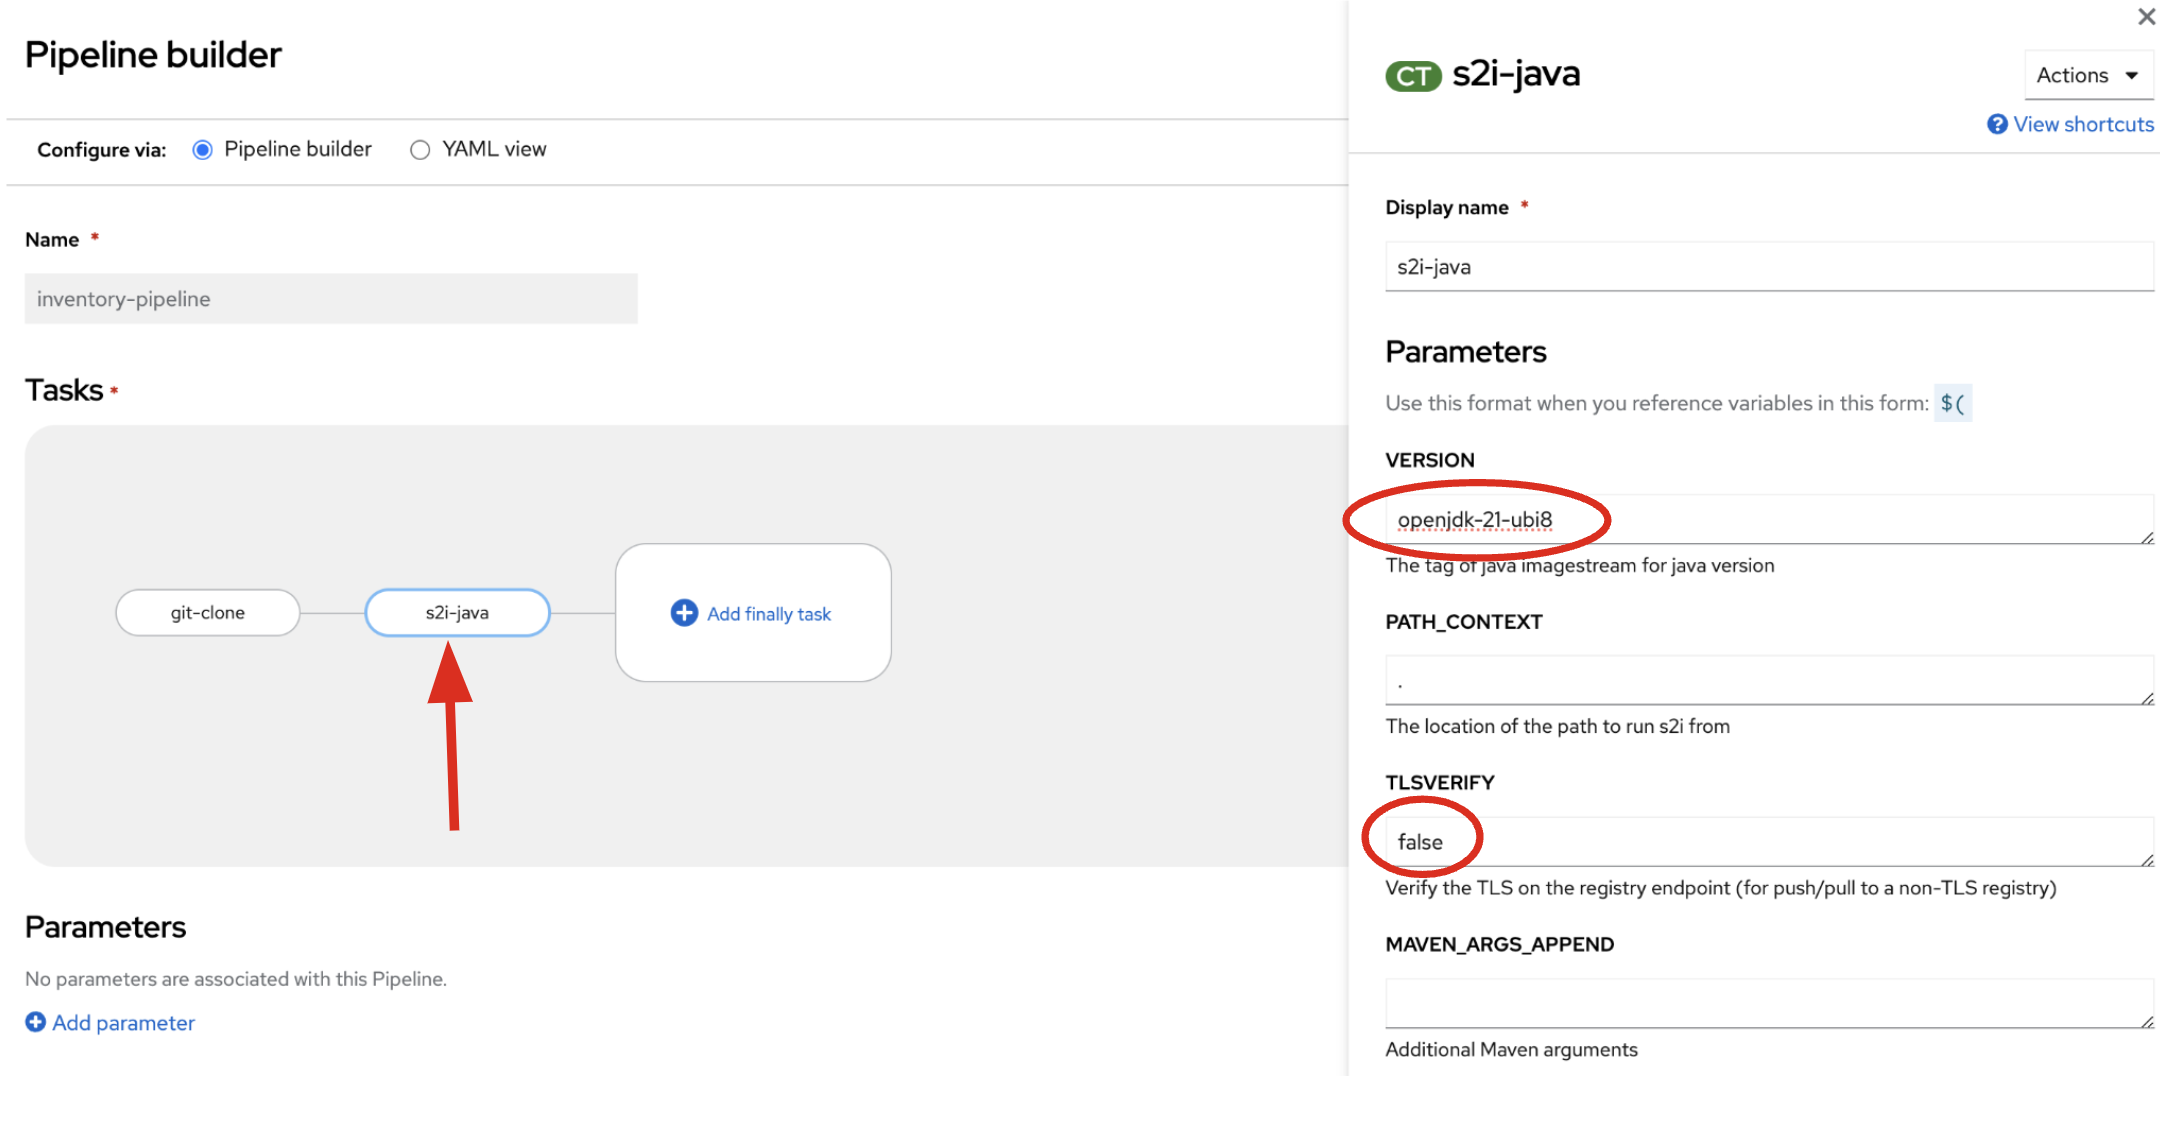 Pipeline builder
Configure via: Pipeline builder YAML view
Name *
inventory-pipeline
Tasks *
git-clone
s2i-java
Add finally task
Parameters
No parameters are associated with this Pipeline.
Add parameter
CT s2i-java
Actions
View shortcuts
Display name *
s2i-java
Parameters
Use this format when you reference variables in this form: $(
VERSION
openjdk-21-ubi8
The tag of java imagestream for java version
PATH_CONTEXT
.
The location of the path to run s2i from
TLSVERIFY
false
Verify the TLS on the registry endpoint (for push/pull to a non-TLS registry)
MAVEN_ARGS_APPEND
Additional Maven arguments